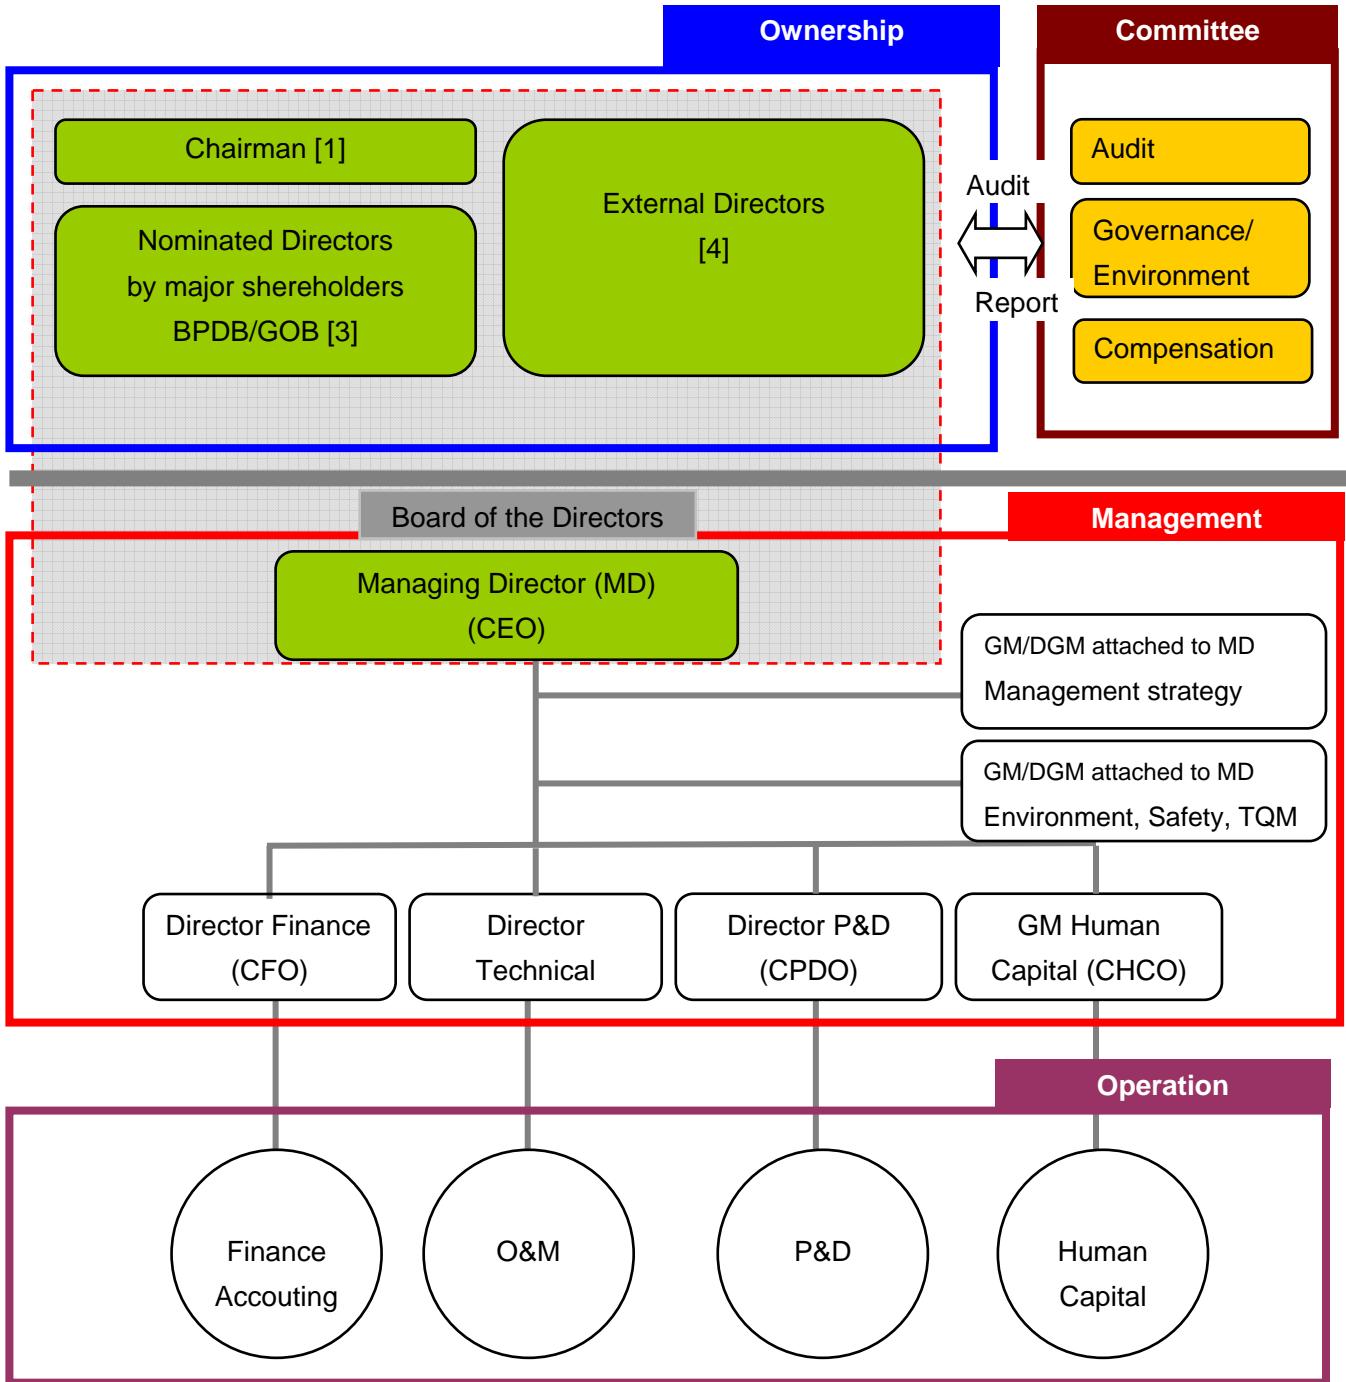 Ownership
Committee
Chairman [1]
Nominated Directors
by major shereholders
BPDB/GOB [3]
External Directors
[4]
Audit
Report
Audit
Governance/
Environment
Compensation
Board of the Directors
Management
Managing Director (MD)
(CEO)
GM/DGM attached to MD
Management strategy
GM/DGM attached to MD
Environment, Safety, TQM
Director Finance
(CFO)
Director
Technical
Director P&D
(CPDO)
GM Human
Capital (CHCO)
Operation
Finance
Accouting
O&M
P&D
Human
Capital